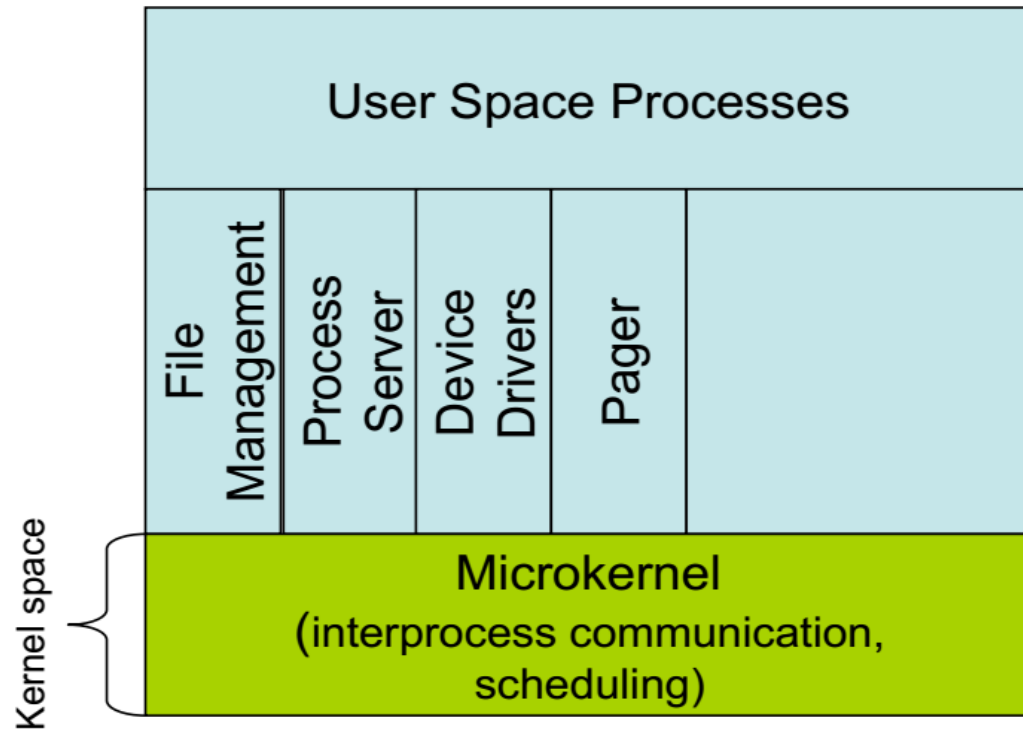 User Space Processes
File
Management
Process
Server
Device
Drivers
Pager
Kernel space
Microkernel
(interprocess communication,
scheduling)